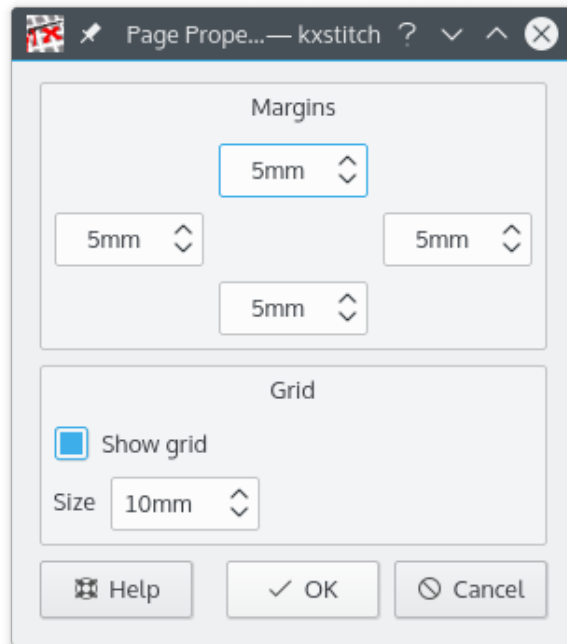 Page Prope...— kxstitch ?
Margins
5mm
5mm 5mm
5mm
Grid
Show grid
Size 10mm
Help OK Cancel